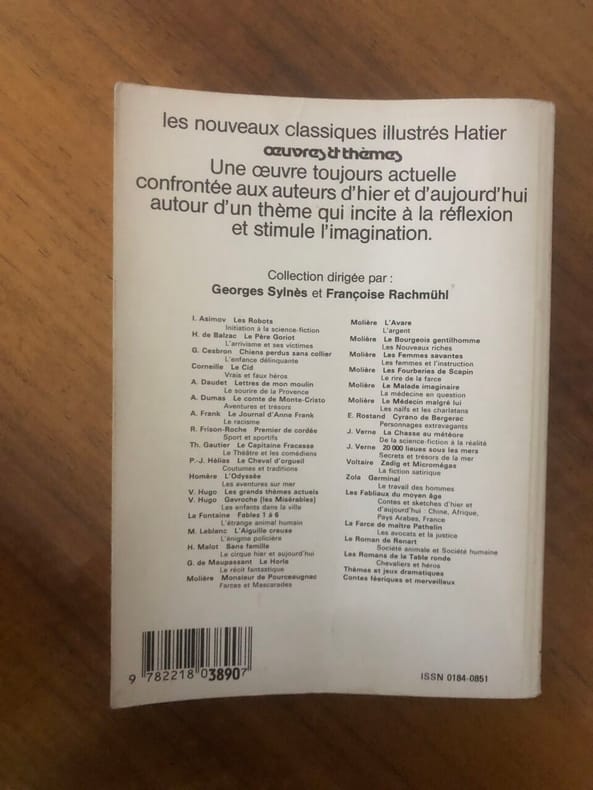 les nouveaux classiques illustrés Hatier
œuvres & thèmes
Une œuvre toujours actuelle
confrontée aux auteurs d'hier et d'aujourd'hui
autour d'un thème qui incite à la réflexion
et stimule l'imagination.
Collection dirigée par :
Georges Sylnès et Françoise Rachmühl
I. Asimov Les Robots
Initiation à la science-fiction
H. de Balzac Le Père Goriot
L'arrivisme et ses victimes
G. Cesbron Chiens perdus sans collier
L'enfance délinquante
Corneille Le Cid
Vrais et faux héros
A. Daudet Lettres de mon moulin
Le sourire de la Provence
A. Dumas Le comte de Monte-Cristo
Aventures et trésors
A. Frank Le Journal d'Anne Frank
Le racisme
R. Frison-Roche Premier de cordée
Sport et sportifs
Th. Gautier Le Capitaine Fracasse
Le Théâtre et les comédiens
P.-J. Hélias Le Cheval d'orgueil
Coutumes et traditions
Homère L'Odyssée
Les aventures sur mer
V. Hugo Les grands thèmes actuels
V. Hugo Gavroche (les Misérables)
Les enfants dans la ville
La Fontaine Fables 1 à 6
L'étrange animal humain
M. Leblanc L'Aiguille creuse
L'énigme policière
H. Malot Sans famille
Le cirque hier et aujourd'hui
G. de Maupassant Le Horla
Le récit fantastique
Molière Monsieur de Pourceaugnac
Farces et Mascarades
Molière L'Avare
L'argent
Molière Le Bourgeois gentilhomme
Les Nouveaux riches
Molière Les Femmes savantes
Les femmes et l'instruction
Molière Les Fourberies de Scapin
Le rire de la farce
Molière Le Malade imaginaire
La médecine en question
Molière Le Médecin malgré lui
Les naïfs et les charlatans
E. Rostand Cyrano de Bergerac
Personnages extravagants
J. Verne La Chasse au météore
De la science-fiction à la réalité
J. Verne 20 000 lieues sous les mers
Secrets et trésors de la mer
Voltaire Zadig et Micromégas
La fiction satirique
Zola Germinal
Le travail des hommes
Les Fabliaux du moyen âge
Contes et sketches d'hier et
d'aujourd'hui : Chine, Afrique,
Pays Arabes, France
La Farce de maître Pathelin
Les avocats et la justice
Le Roman de Renart
Société animale et Société humaine
Les Romans de la Table ronde
Chevaliers et héros
Thèmes et jeux dramatiques
Contes féeriques et merveilleux
9 782218 038907
ISSN 0184-0851